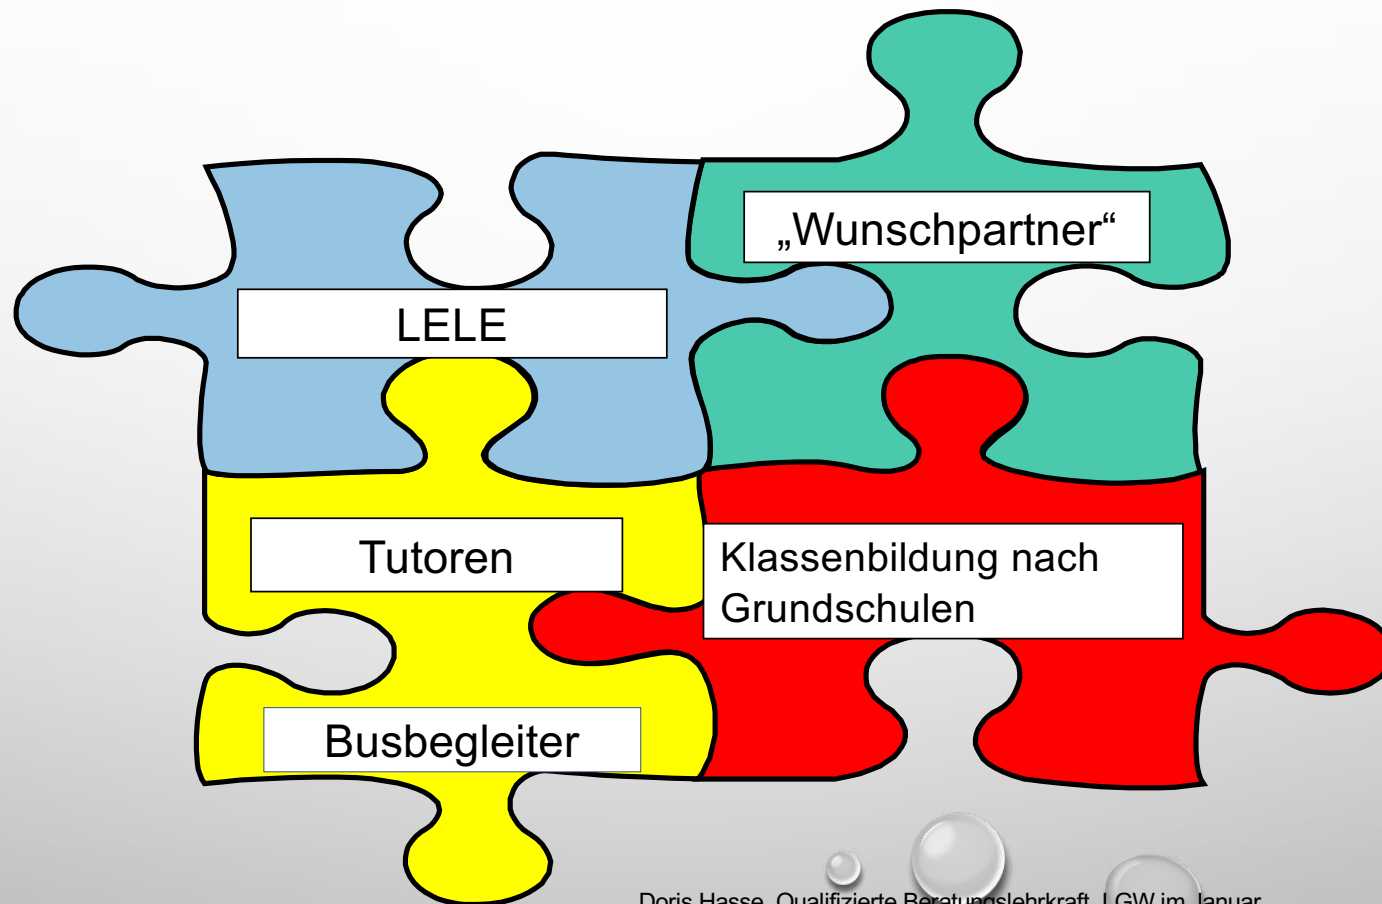 „Wunschpartner“
LELE
Tutoren
Klassenbildung nach
Grundschulen
Busbegleiter
Doris Hasse, Qualifizierte Beratungslehrkraft, LGW im Januar